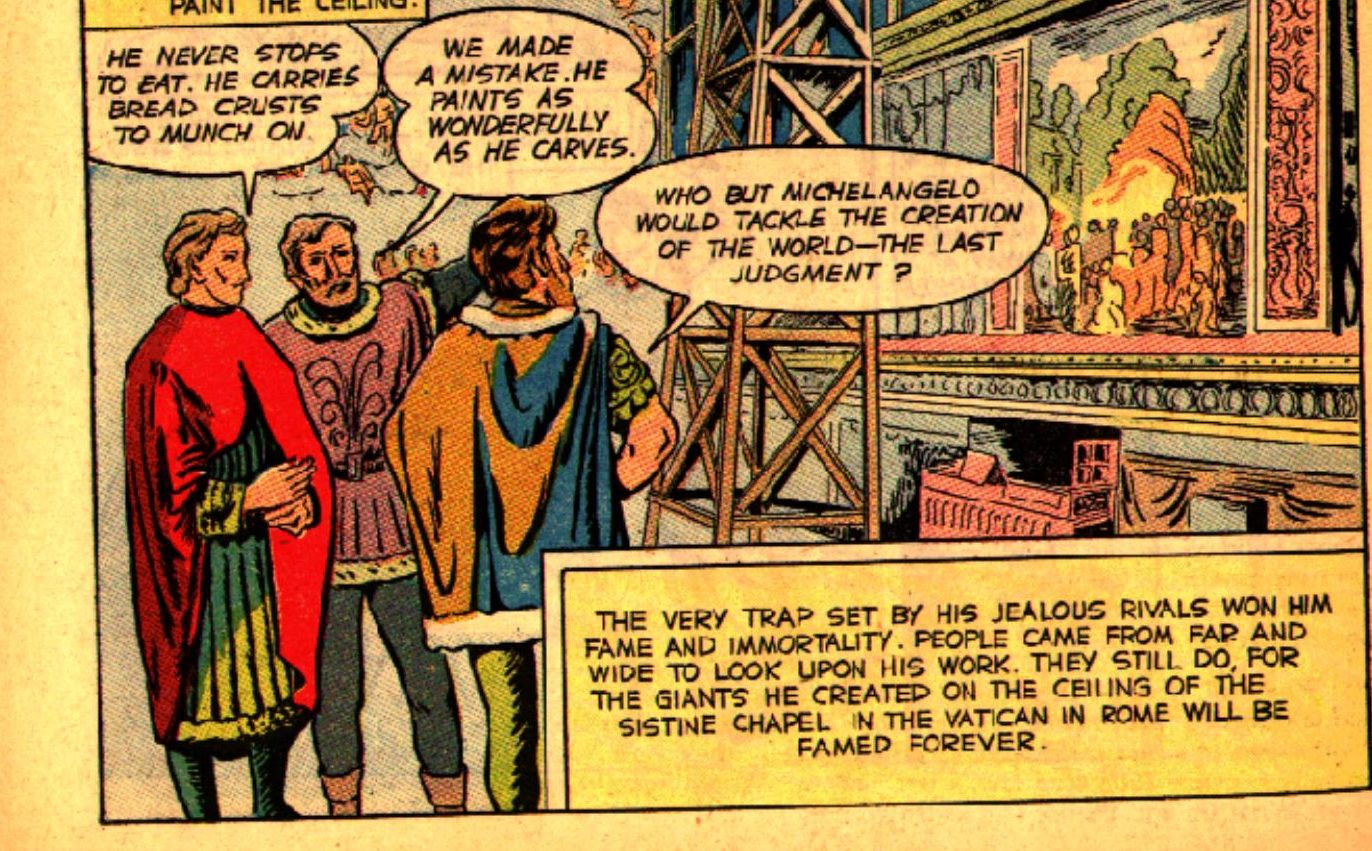 PAINT THE CEILING.
HE NEVER STOPS
TO EAT. HE CARRIES
BREAD CRUSTS
TO MUNCH ON.
WE MADE
A MISTAKE. HE
PAINTS AS
WONDERFULLY
AS HE CARVES.
WHO BUT MICHELANGELO
WOULD TACKLE THE CREATION
OF THE WORLD—THE LAST
JUDGMENT ?
THE VERY TRAP SET BY HIS JEALOUS RIVALS WON HIM
FAME AND IMMORTALITY. PEOPLE CAME FROM FAR AND
WIDE TO LOOK UPON HIS WORK. THEY STILL DO, FOR
THE GIANTS HE CREATED ON THE CEILING OF THE
SISTINE CHAPEL IN THE VATICAN IN ROME WILL BE
FAMED FOREVER.